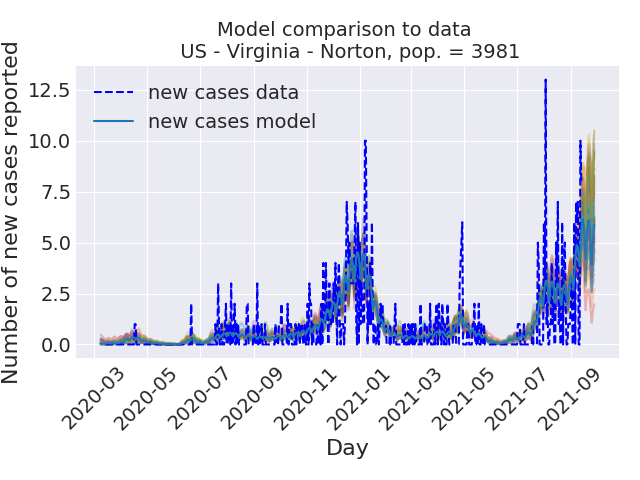 Model comparison to data
US - Virginia - Norton, pop. = 3981
Number of new cases reported
12.5
10.0
7.5
5.0
2.5
0.0
new cases data
new cases model
2020-03
2020-05
2020-07
2020-09
2020-11
2021-01
2021-03
2021-05
2021-07
2021-09
Day